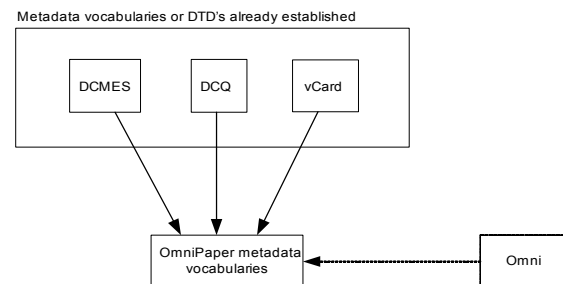 Metadata vocabularies or DTD's already established
DCMES
DCQ
vCard
OmniPaper metadata
vocabularies
Omni